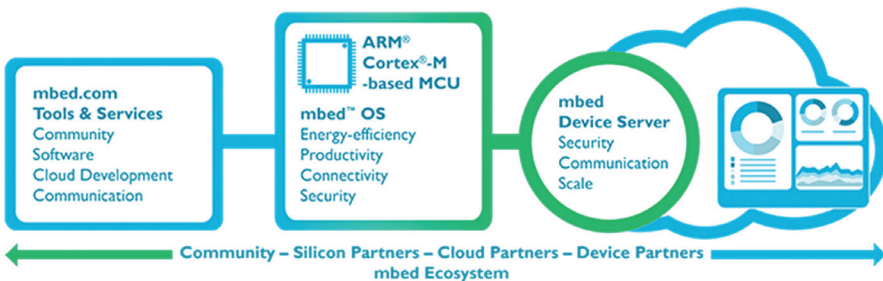 mbed.com
Tools & Services
Community
Software
Cloud Development
Communication
ARM®
Cortex®-M
-based MCU
mbed™ OS
Energy-efficiency
Productivity
Connectivity
Security
mbed
Device Server
Security
Communication
Scale
Community – Silicon Partners – Cloud Partners – Device Partners
mbed Ecosystem